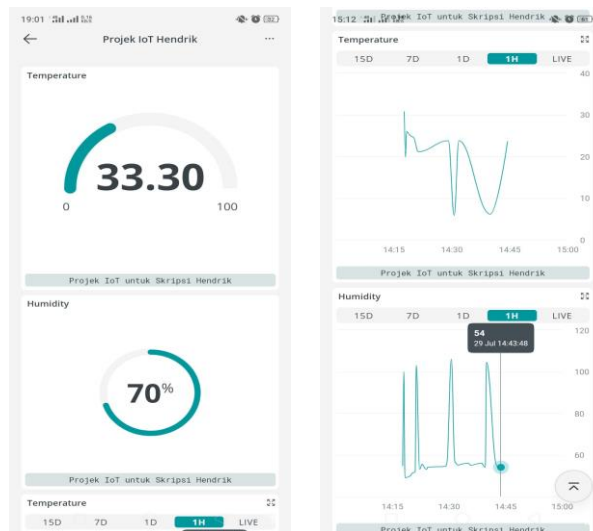 19:01
Projek IoT Hendrik
Temperature
33.30
0
100
Projek IoT untuk Skripsi Hendrik
Humidity
70%
Projek IoT untuk Skripsi Hendrik
Temperature
15D 7D 1D 1H LIVE
15:12
Projek IoT untuk Skripsi Hendrik
Temperature
15D 7D 1D 1H LIVE
40
30
20
10
0
14:15 14:30 14:45 15:00
Projek IoT untuk Skripsi Hendrik
Humidity
15D 7D 1D 1H LIVE
54
29 Jul 14:43:48
120
100
80
60
14:15 14:30 14:45 15:00
Projek IoT untuk Skripsi Hendrik